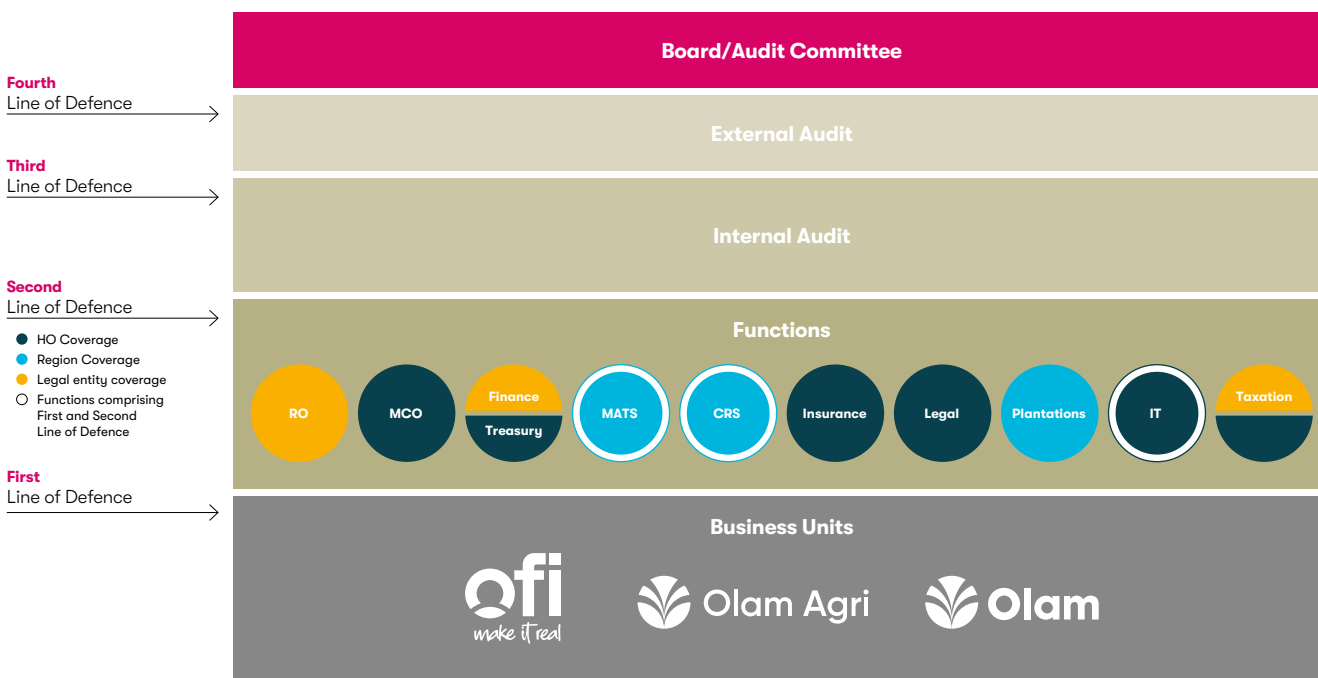 Board/Audit Committee
Fourth
Line of Defence
External Audit
Third
Line of Defence
Internal Audit
Second
Line of Defence
HO Coverage
Region Coverage
Legal entity coverage
Functions comprising
First and Second
Line of Defence
Functions
RO
MCO
Finance
Treasury
MATS
CRS
Insurance
Legal
Plantations
IT
Taxation
First
Line of Defence
Business Units
ofi
make it real
Olam Agri
Olam